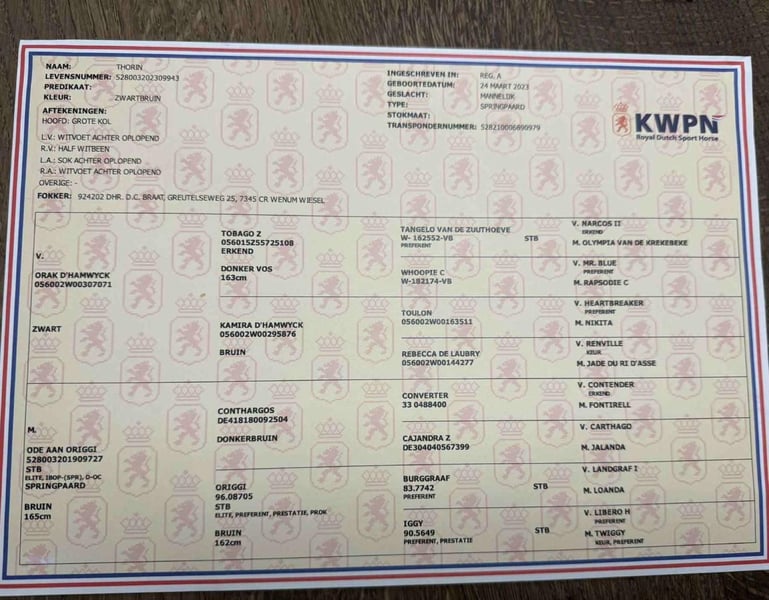 NAAM: THORIN
LEVENSNUMMER: 528003202309943
PREDIKAAT:
KLEUR: ZWARTBRUIN
AFTEKENINGEN:
HOOFD: GROTE KOL
L.V.: WITVOET ACHTER OPLOPEND
R.V.: HALF WITBEEN
L.A.: SOK ACHTER OPLOPEND
R.A.: WITVOET ACHTER OPLOPEND
OVERIGE: -
FOKKER: 924202 DHR. D.C. BRAAT, GREUTELSEWEG 25, 7345 CR WENUM WIESEL
INGESCHREVEN IN: REG. A
GEBOORTEDATUM: 24 MAART 2023
GESLACHT: MANNELIJK
TYPE: SPRINGPAARD
STOKMAAT:
TRANSPONDERNUMMER: 528210006690979
KWPN
Royal Dutch Sport Horse
V.
ORAK D'HAMWYCK
056002W00307071
ZWART
M.
ODE AAN ORIGGI
528003201909727
STB
ELITE, IBOP-(SPR), D-OC
SPRINGPAARD
BRUIN
165cm
TOBAGO Z
056015Z55725108
ERKEND
DONKER VOS
163cm
KAMIRA D'HAMWYCK
056002W00295876
BRUIN
CONTHARGOS
DE418180092504
DONKERBRUIN
ORIGGI
96.08705
STB
ELITE, PREFERENT, PRESTATIE, PROK
BRUIN
162cm
TANGELO VAN DE ZUUTHOEVE
W- 162552-VB STB
PREFERENT
WHOOPIE C
W-182174-VB
TOULON
056002W00163511
REBECCA DE LAUBRY
056002W00144277
CONVERTER
33 0488400
CAJANDRA Z
DE304040567399
BURGGRAAF
83.7742 STB
PREFERENT
IGGY
90.5649 STB
PREFERENT, PRESTATIE
V. NARCOS II
ERKEND
M. OLYMPIA VAN DE KREKEBEKE
V. MR. BLUE
PREFERENT
M. RAPSODIE C
V. HEARTBREAKER
PREFERENT
M. NIKITA
V. RENVILLE
KEUR
M. JADE DU RI D'ASSE
V. CONTENDER
ERKEND
M. FONTIRELL
V. CARTHAGO
M. JALANDA
V. LANDGRAF I
M. LOANDA
V. LIBERO H
PREFERENT
M. TWIGGY
KEUR, PREFERENT